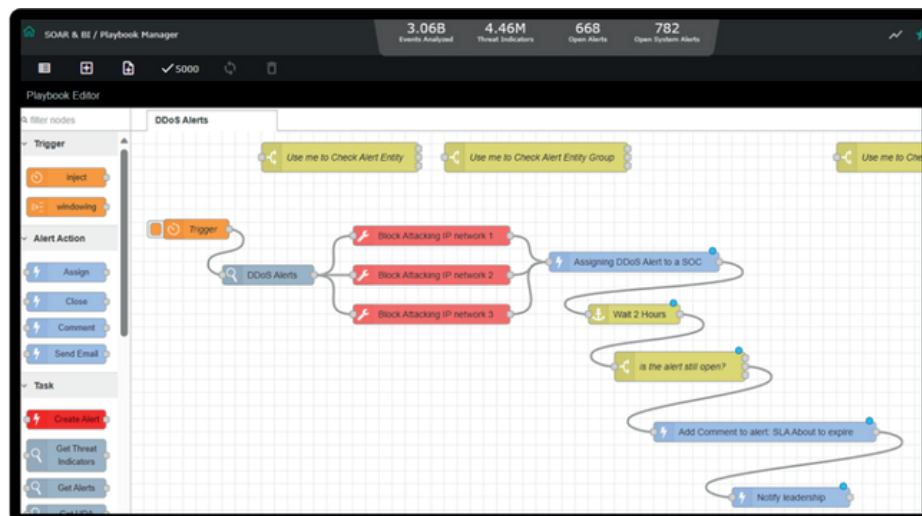 SOAR & BI / Playbook Manager
3.06B
Events Analyzed
4.46M
Threat Indicators
668
Open Alerts
782
Open System Alerts
5000
Playbook Editor
filter nodes
DDoS Alerts
Trigger
inject
windowing
Alert Action
Assign
Close
Comment
Send Email
Task
Create Alert
Get Threat
Indicators
Get Alerts
Use me to Check Alert Entity
Use me to Check Alert Entity Group
Use me to Che
Trigger
DDoS Alerts
Block Attacking IP network 1
Block Attacking IP network 2
Block Attacking IP network 3
Assigning DDoS Alert to a SOC
Wait 2 Hours
is the alert still open?
Add Comment to alert: SLA About to expire
Notify leadership